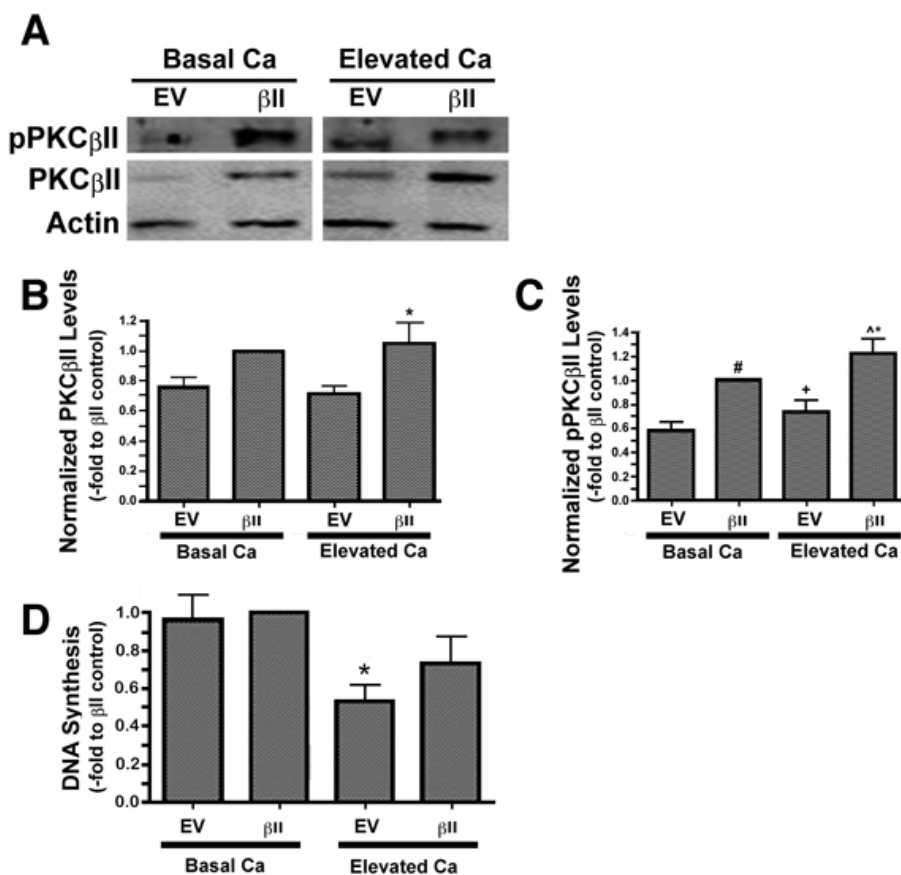 A
Basal Ca Elevated Ca
EV βII EV βII
pPKCβII
PKCβII
Actin
B
Normalized PKCβII Levels
(-fold to βII control)
1.2
1.0
0.8
0.6
0.4
0.2
0.0
*
EV βII EV βII
Basal Ca Elevated Ca
C
Normalized pPKCβII Levels
(-fold to βII control)
1.4
1.2
1.0
0.8
0.6
0.4
0.2
0.0
# + ^*
EV βII EV βII
Basal Ca Elevated Ca
D
DNA Synthesis
(-fold to βII control)
1.0
0.8
0.6
0.4
0.2
0.0
*
EV βII EV βII
Basal Ca Elevated Ca